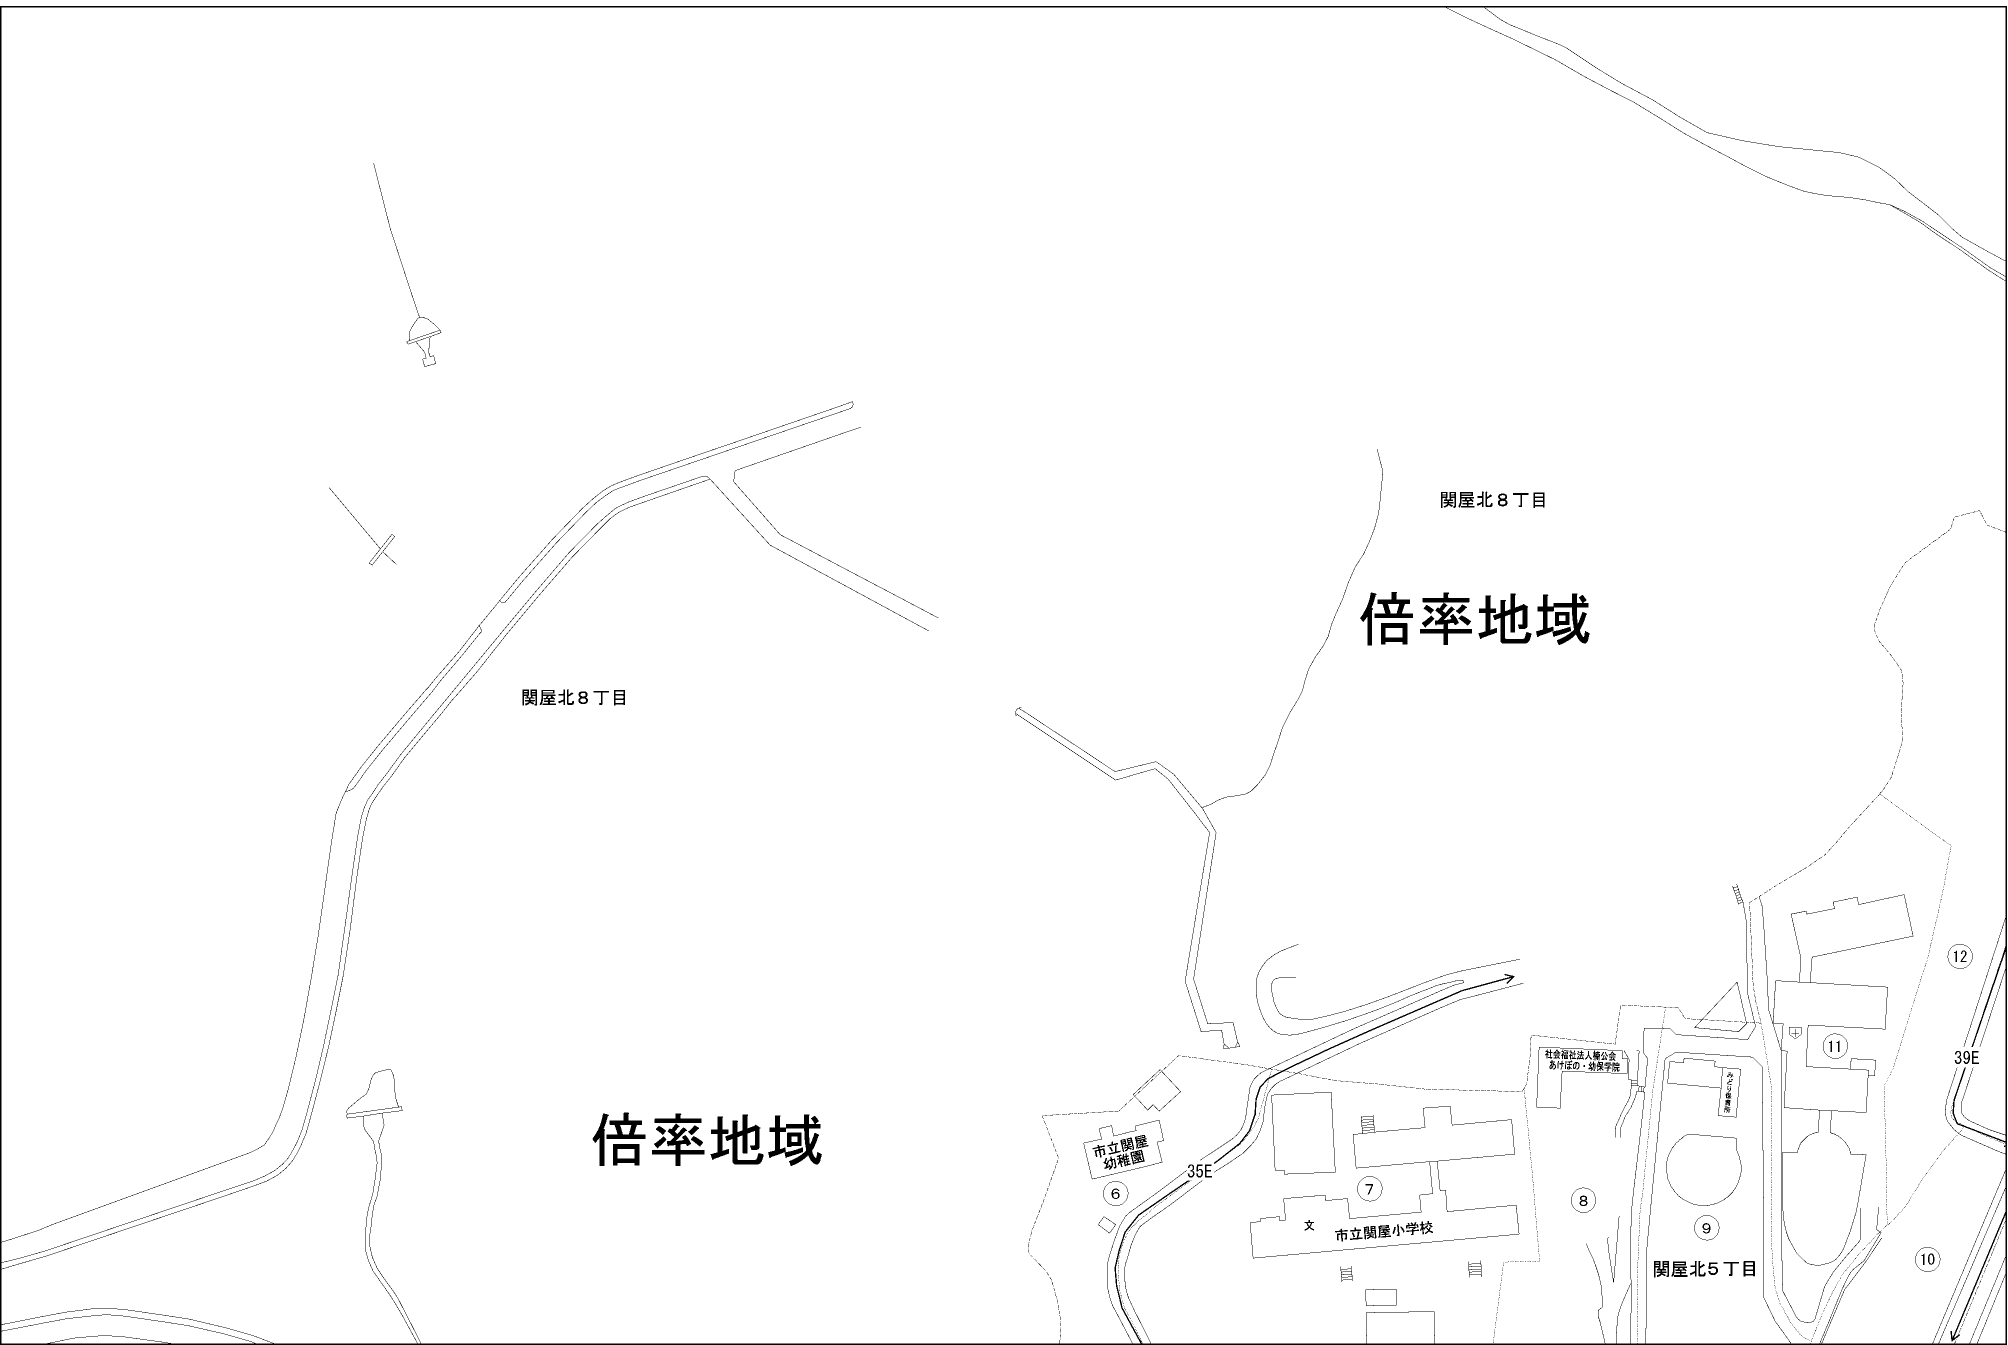 関屋北８丁目
倍率地域
関屋北８丁目
倍率地域
12
39E
11
社会福祉法人楠公会
あけぼの・幼保学院
みどり保育所
市立関屋
幼稚園
35E
6
7
8
9
文
市立関屋小学校
関屋北５丁目
10